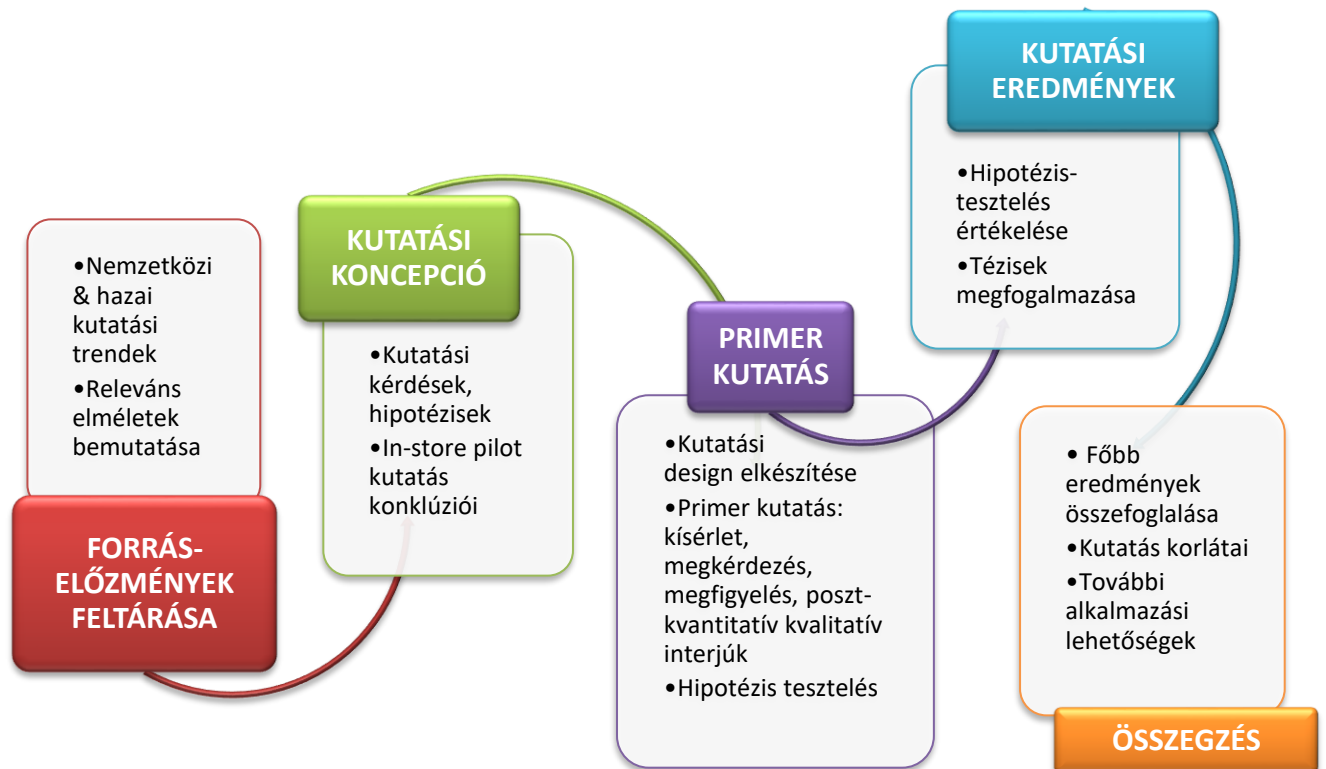 •Nemzetközi
& hazai
kutatási
trendek
•Releváns
elméletek
bemutatása
FORRÁS-
ELŐZMÉNYEK
FELTÁRÁSA
KUTATÁSI
KONCEPCIÓ
•Kutatási
kérdések,
hipotézisek
•In-store pilot
kutatás
konklúziói
PRIMER
KUTATÁS
•Kutatási
design elkészítése
•Primer kutatás:
kísérlet,
megkérdezés,
megfigyelés, poszt-
kvantitatív kvalitatív
interjúk
•Hipotézis tesztelés
KUTATÁSI
EREDMÉNYEK
•Hipotézis-
tesztelés
értékelése
•Tézisek
megfogalmazása
• Főbb
eredmények
összefoglalása
•Kutatás korlátai
•További
alkalmazási
lehetőségek
ÖSSZEGZÉS